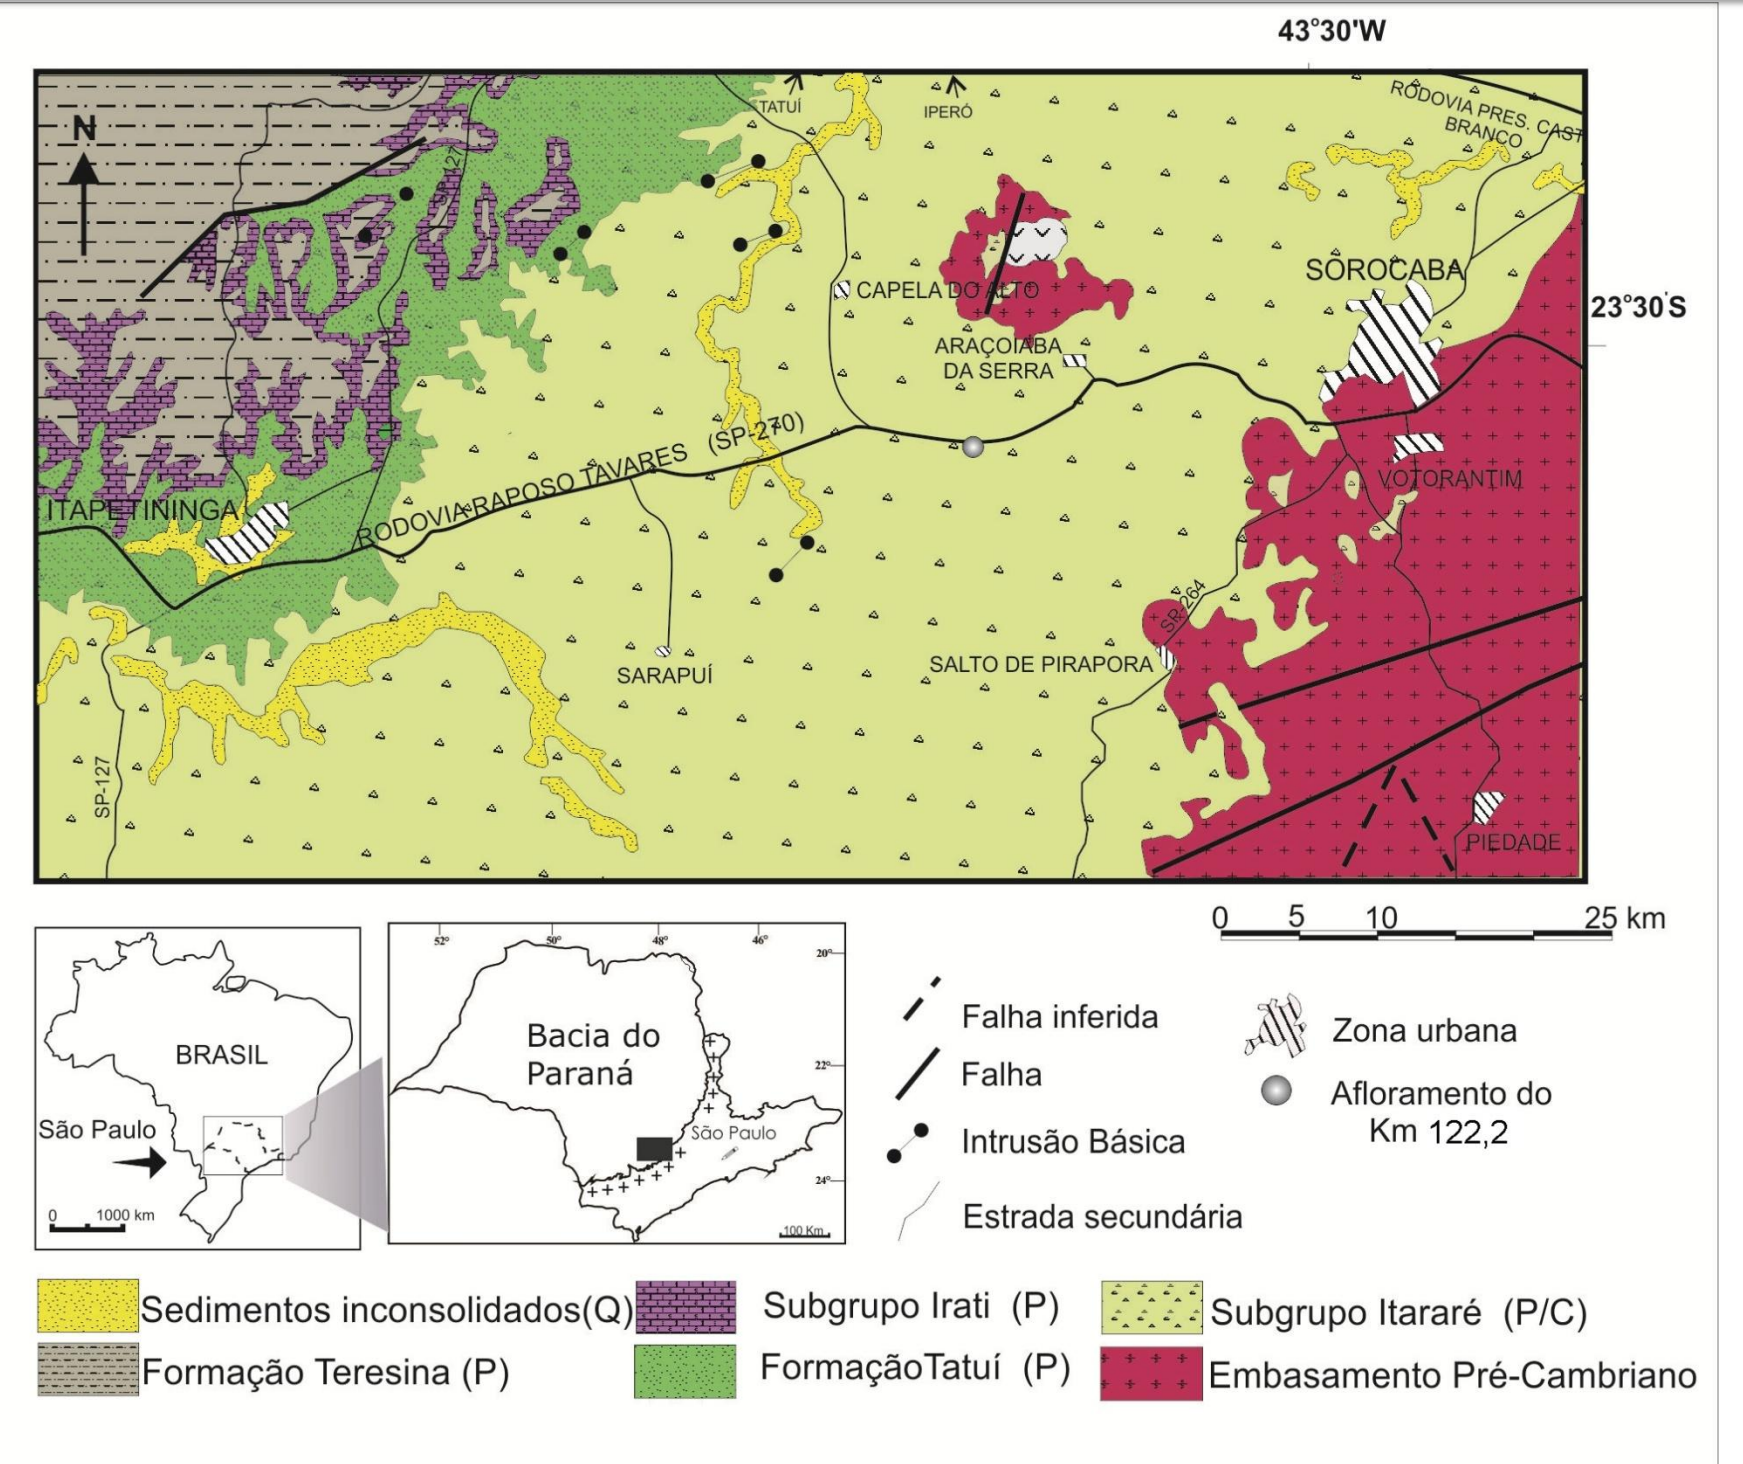 43°30'W
TATUÍ
IPERÓ
RODOVIA PRES. CAST
BRANCO
N
SP-127
SOROCABA
23°30'S
CAPELA DO ALTO
ARAÇOIABA
DA SERRA
RODOVIA RAPOSO TAVARES (SP-270)
VOTORANTIM
ITAPETININGA
SP-264
SARAPUÍ
SALTO DE PIRAPORA
SP-127
PIEDADE
0 5 10 25 km
BRASIL
São Paulo
0 1000 km
52° 50° 48° 46°
20°
22°
24°
Bacia do
Paraná
São Paulo
100 Km
Falha inferida
Falha
Intrusão Básica
Estrada secundária
Zona urbana
Afloramento do
Km 122,2
Sedimentos inconsolidados(Q)
Subgrupo Irati (P)
Subgrupo Itararé (P/C)
Formação Teresina (P)
FormaçãoTatuí (P)
Embasamento Pré-Cambriano